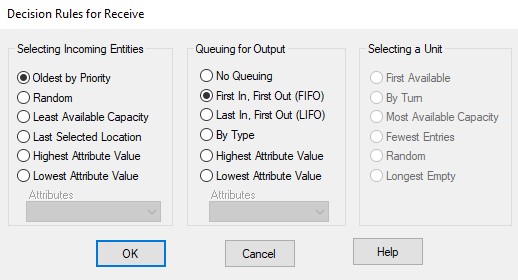 Decision Rules for Receive
Selecting Incoming Entities
Oldest by Priority
Random
Least Available Capacity
Last Selected Location
Highest Attribute Value
Lowest Attribute Value
Attributes
Queuing for Output
No Queuing
First In, First Out (FIFO)
Last In, First Out (LIFO)
By Type
Highest Attribute Value
Lowest Attribute Value
Attributes
Selecting a Unit
First Available
By Turn
Most Available Capacity
Fewest Entries
Random
Longest Empty
OK
Cancel
Help